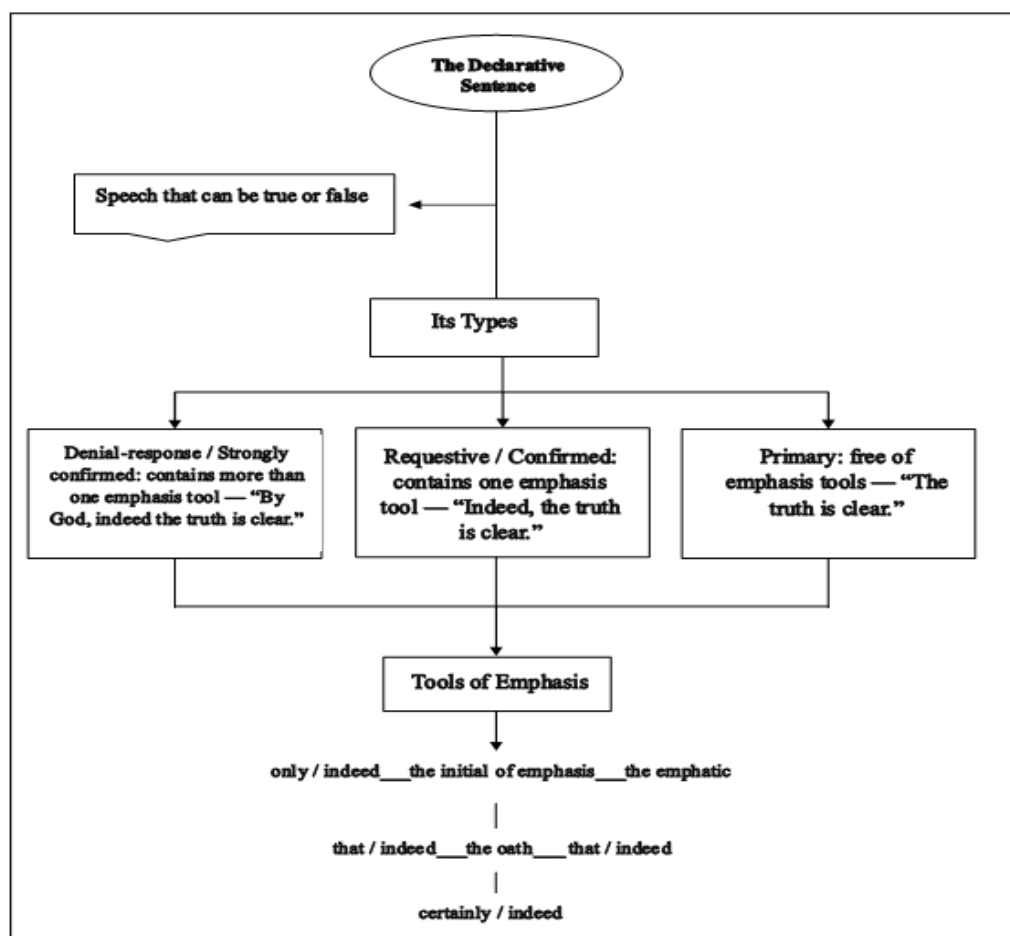 The Declarative
Sentence
Speech that can be true or false
Its Types
Denial-response / Strongly
confirmed: contains more than
one emphasis tool — “By
God, indeed the truth is clear.”
Requestive / Confirmed:
contains one emphasis
tool — “Indeed, the truth
is clear.”
Primary: free of
emphasis tools — “The
truth is clear.”
Tools of Emphasis
only / indeed___the initial of emphasis___the emphatic
that / indeed___the oath___that / indeed
certainly / indeed